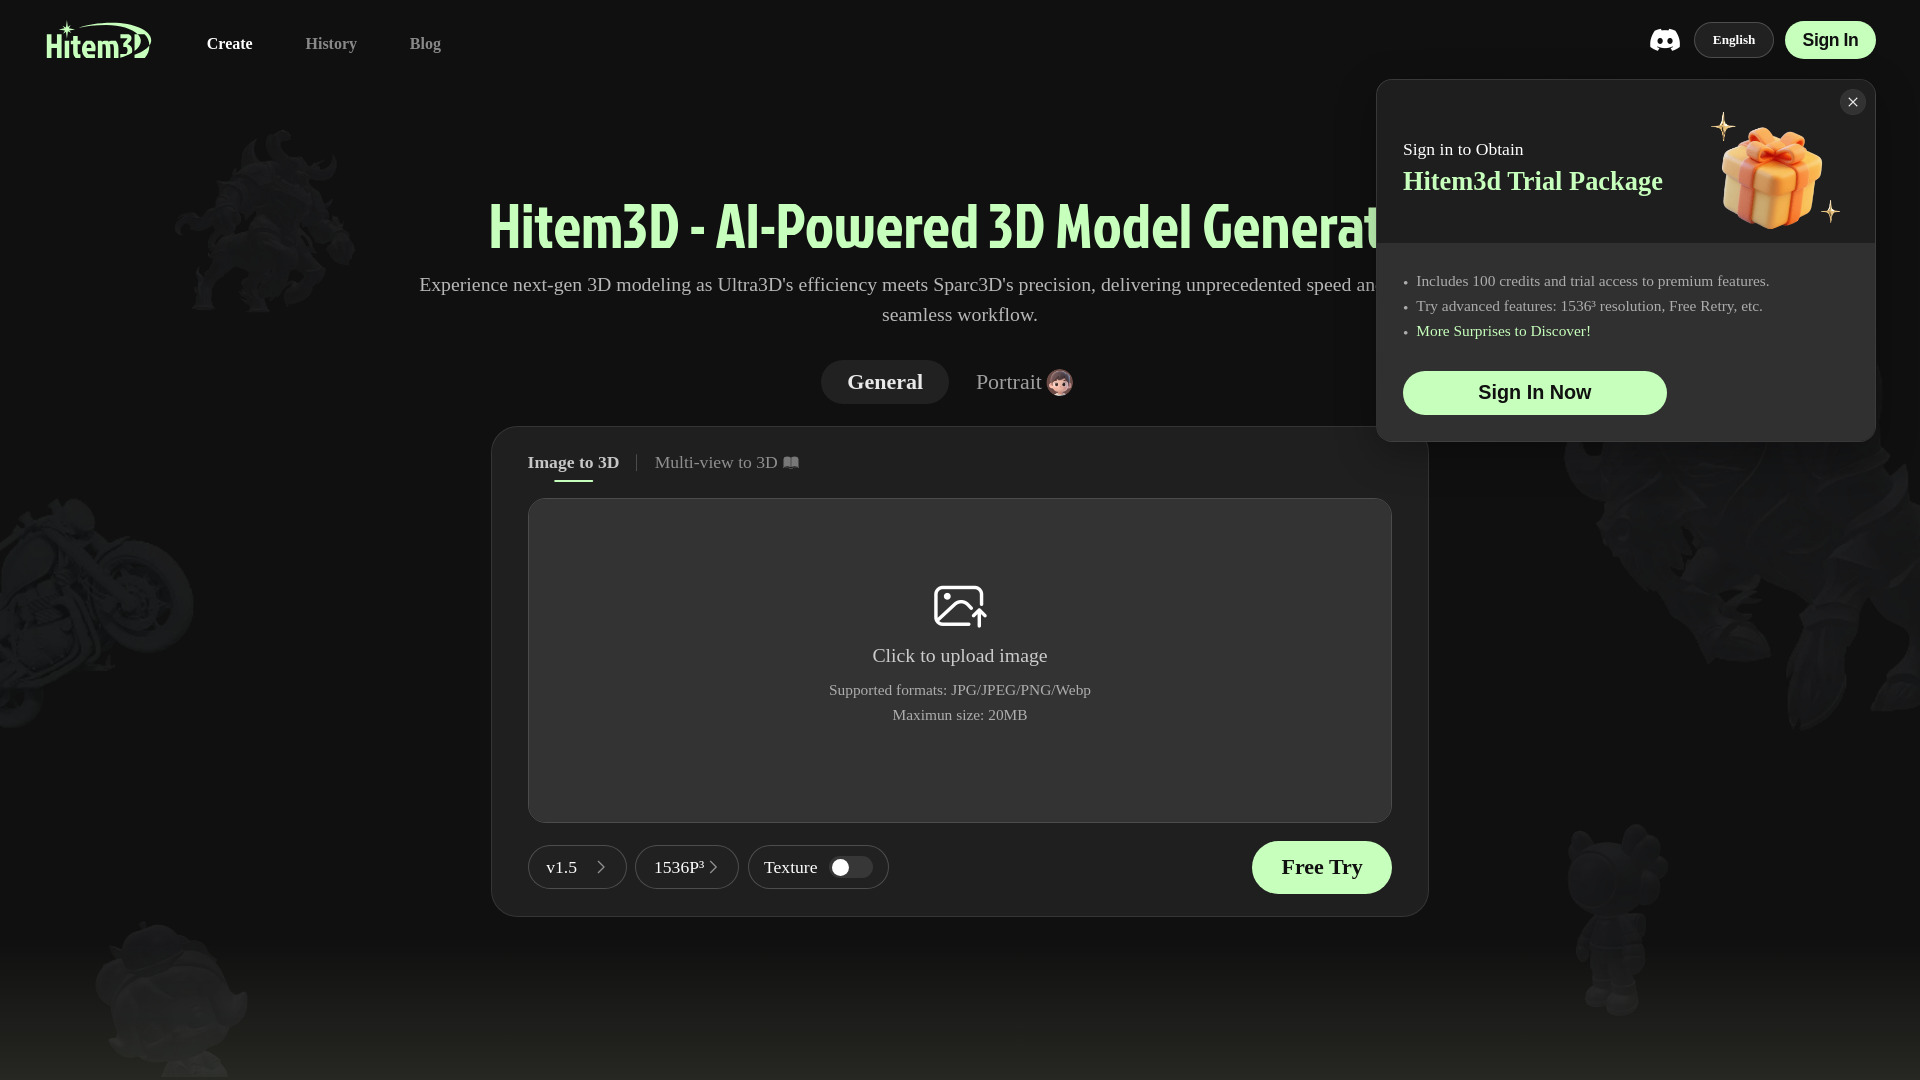 Hitem3D
Create
History
Blog
English
Sign In
Sign in to Obtain
Hitem3d Trial Package
• Includes 100 credits and trial access to premium features.
• Try advanced features: 1536³ resolution, Free Retry, etc.
• More Surprises to Discover!
Sign In Now
Hitem3D - AI-Powered 3D Model Generat
Experience next-gen 3D modeling as Ultra3D's efficiency meets Sparc3D's precision, delivering unprecedented speed an
seamless workflow.
General
Portrait
Image to 3D
Multi-view to 3D
Click to upload image
Supported formats: JPG/JPEG/PNG/Webp
Maximun size: 20MB
v1.5
1536P³
Texture
Free Try